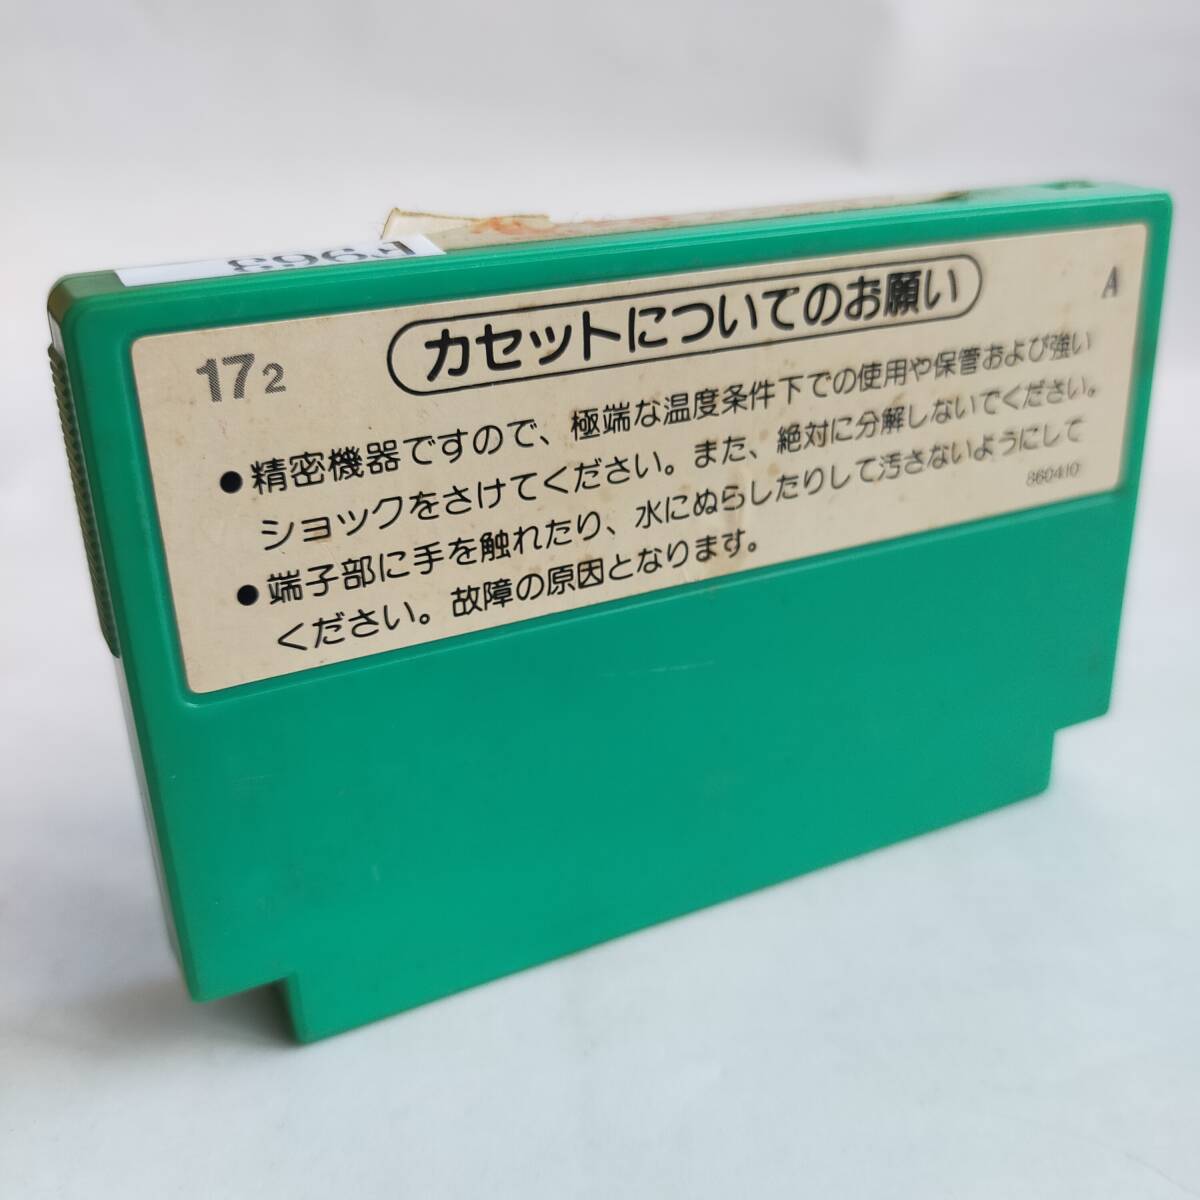 F968
カセットについてのお願い
A
172
●精密機器ですので、極端な温度条件下での使用や保管および強い
ショックをさけてください。また、絶対に分解しないでください。
●端子部に手を触れたり、水にぬらしたりして汚さないようにして
ください。故障の原因となります。
860410